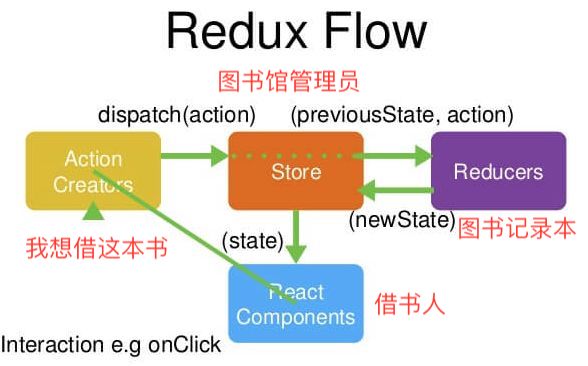 Redux Flow
图书馆管理员
dispatch(action)
(previousState, action)
Action
Creators
Store
Reducers
(newState)
图书记录本
我想借这本书
(state)
React
Components
借书人
Interaction e.g onClick